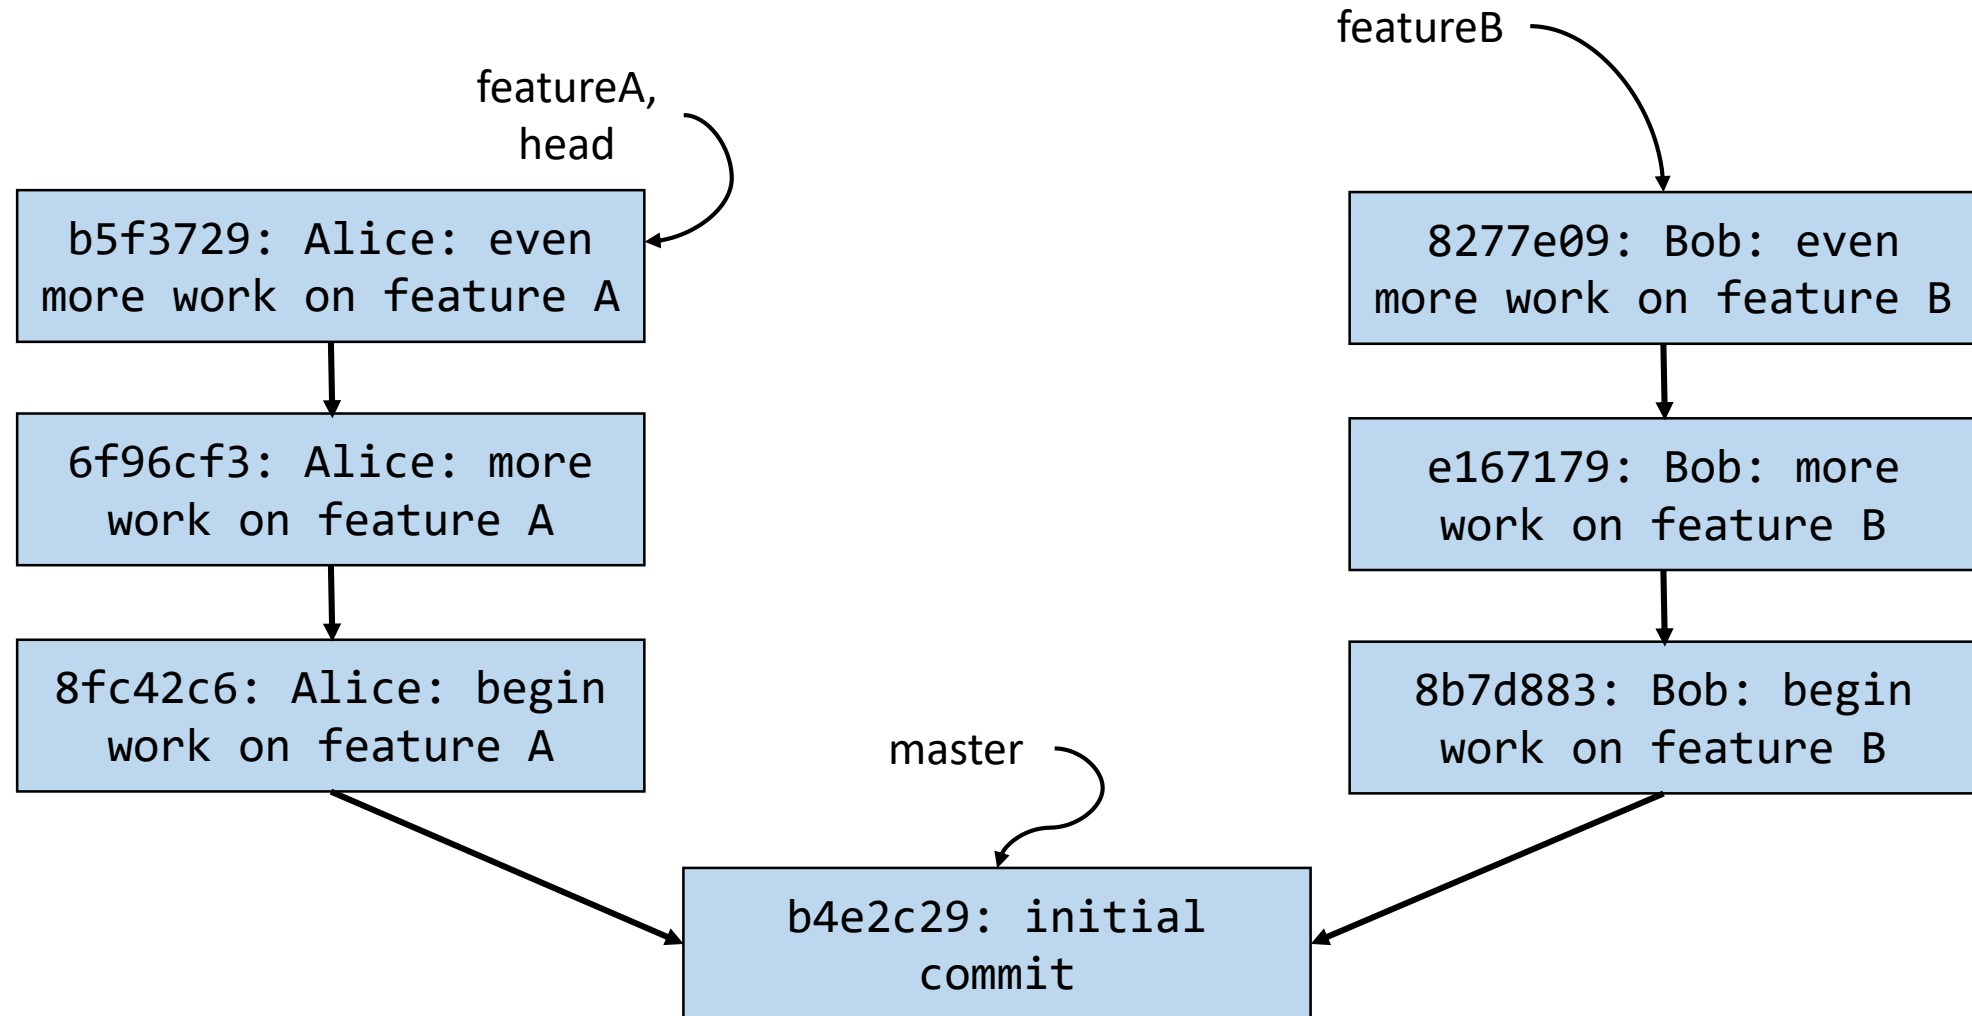 featureB
featureA,
head
b5f3729: Alice: even
more work on feature A
8277e09: Bob: even
more work on feature B
6f96cf3: Alice: more
work on feature A
e167179: Bob: more
work on feature B
8fc42c6: Alice: begin
work on feature A
8b7d883: Bob: begin
work on feature B
master
b4e2c29: initial
commit